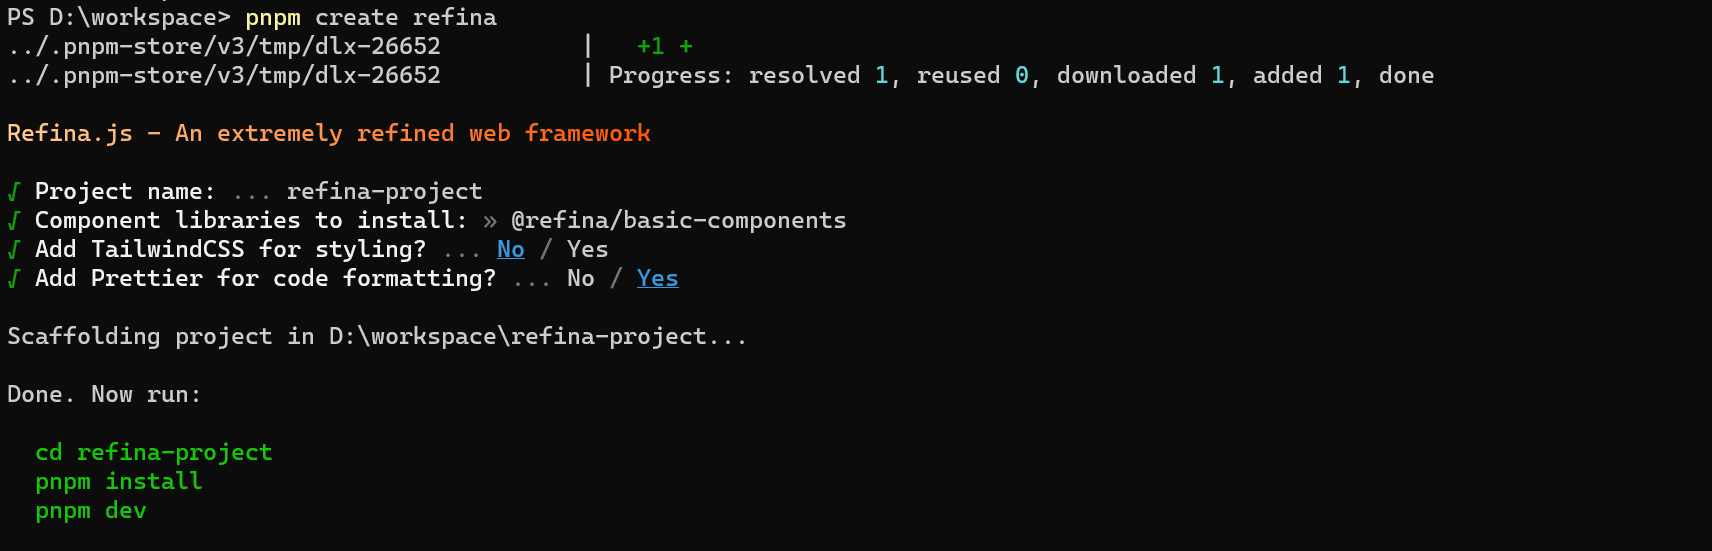 PS D:\workspace> pnpm create refina
../.pnpm-store/v3/tmp/dlx-26652 | +1 +
../.pnpm-store/v3/tmp/dlx-26652 | Progress: resolved 1, reused 0, downloaded 1, added 1, done
Refina.js - An extremely refined web framework
√ Project name: ... refina-project
√ Component libraries to install: » @refina/basic-components
√ Add TailwindCSS for styling? ... No / Yes
√ Add Prettier for code formatting? ... No / Yes
Scaffolding project in D:\workspace\refina-project...
Done. Now run:
cd refina-project
pnpm install
pnpm dev